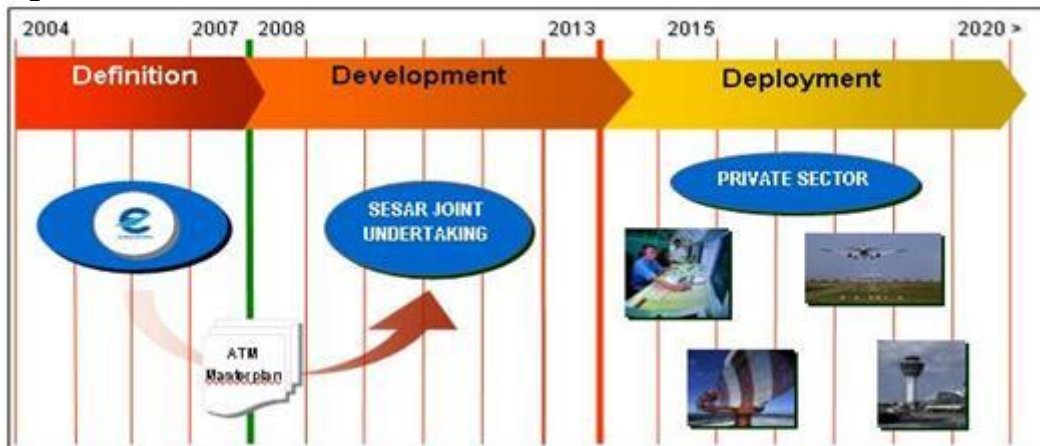 2004 2007 2008 2013 2015 2020 >
Definition Development Deployment
PRIVATE SECTOR
SESAR JOINT
UNDERTAKING
ATM
Masterplan